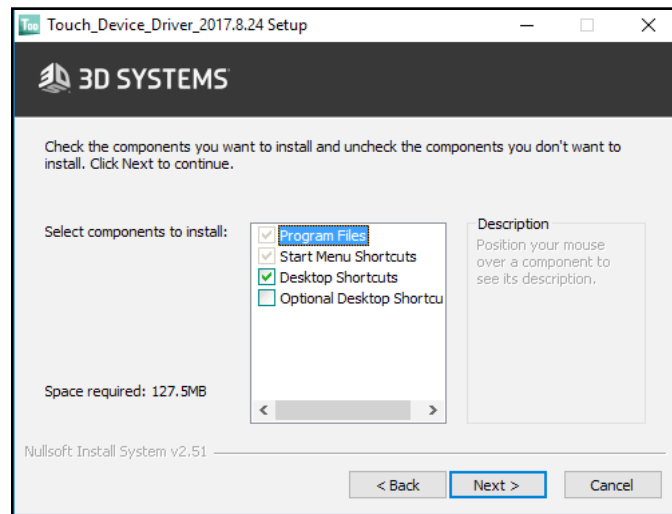 Touch_Device_Driver_2017.8.24 Setup
3D SYSTEMS
Check the components you want to install and uncheck the components you don't want to
install. Click Next to continue.
Select components to install:
Program Files
Start Menu Shortcuts
Desktop Shortcuts
Optional Desktop Shortcu
Description
Position your mouse
over a component to
see its description.
Space required: 127.5MB
Nullsoft Install System v2.51
< Back
Next >
Cancel